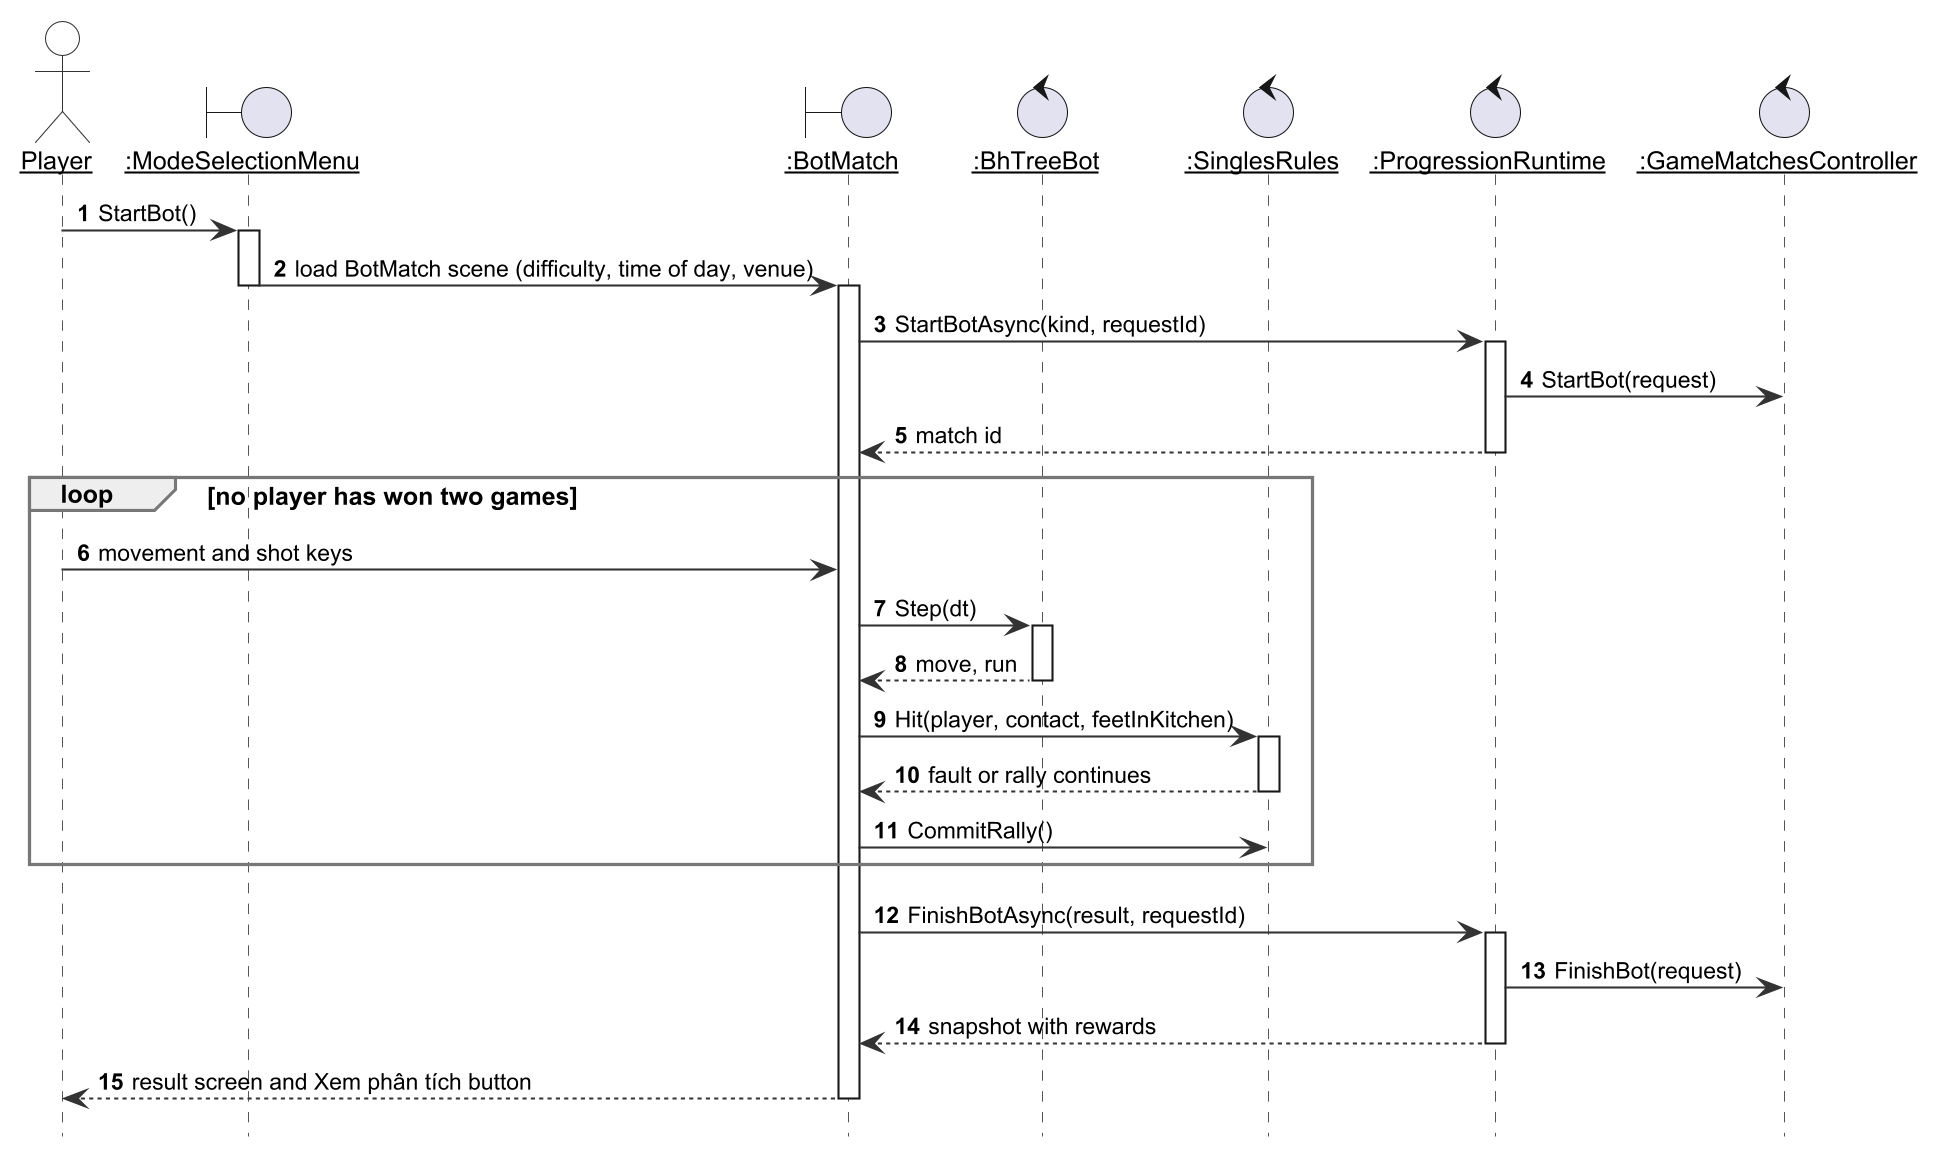 Player
:ModeSelectionMenu
:BotMatch
:BhTreeBot
:SinglesRules
:ProgressionRuntime
:GameMatchesController
1 StartBot()
2 load BotMatch scene (difficulty, time of day, venue)
3 StartBotAsync(kind, requestId)
4 StartBot(request)
5 match id
loop [no player has won two games]
6 movement and shot keys
7 Step(dt)
8 move, run
9 Hit(player, contact, feetInKitchen)
10 fault or rally continues
11 CommitRally()
12 FinishBotAsync(result, requestId)
13 FinishBot(request)
14 snapshot with rewards
15 result screen and Xem phân tích button